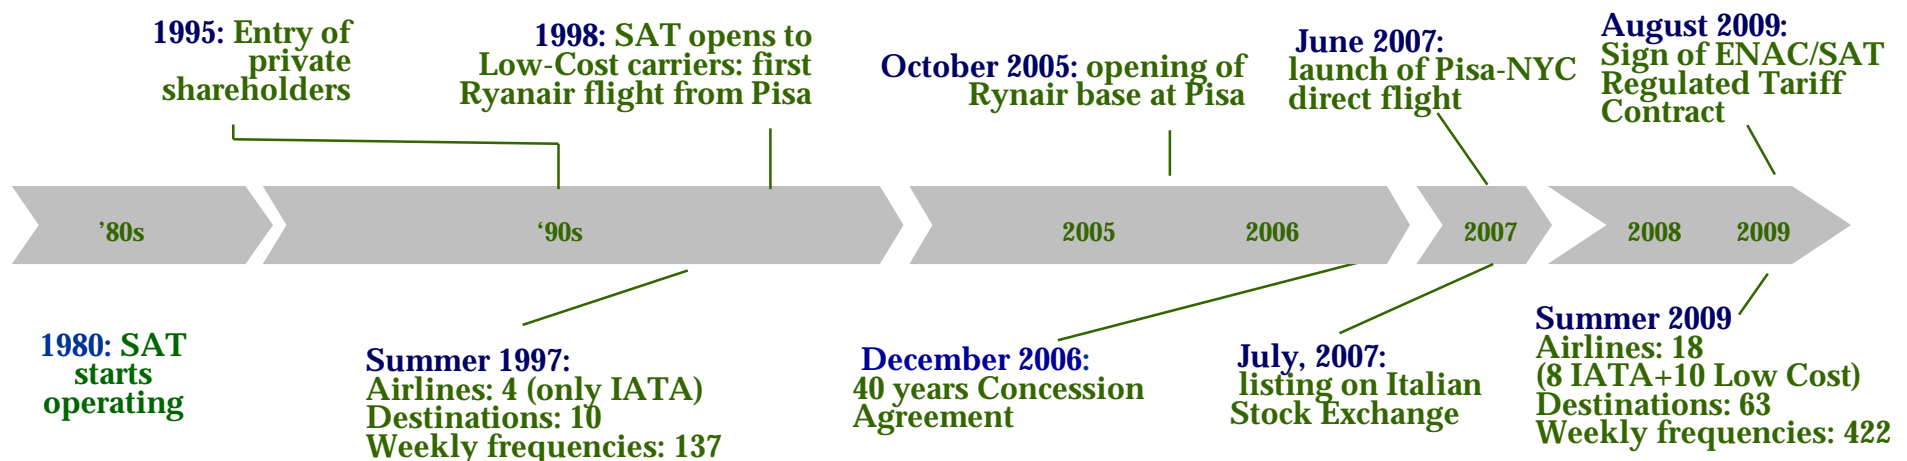 1995: Entry of
private
shareholders
1998: SAT opens to
Low-Cost carriers: first
Ryanair flight from Pisa
October 2005: opening of
Rynair base at Pisa
June 2007:
launch of Pisa-NYC
direct flight
August 2009:
Sign of ENAC/SAT
Regulated Tariff
Contract
’80s
‘90s
2005
2006
2007
2008
2009
1980: SAT
starts
operating
Summer 1997:
Airlines: 4 (only IATA)
Destinations: 10
Weekly frequencies: 137
December 2006:
40 years Concession
Agreement
July, 2007:
listing on Italian
Stock Exchange
Summer 2009
Airlines: 18
(8 IATA+10 Low Cost)
Destinations: 63
Weekly frequencies: 422